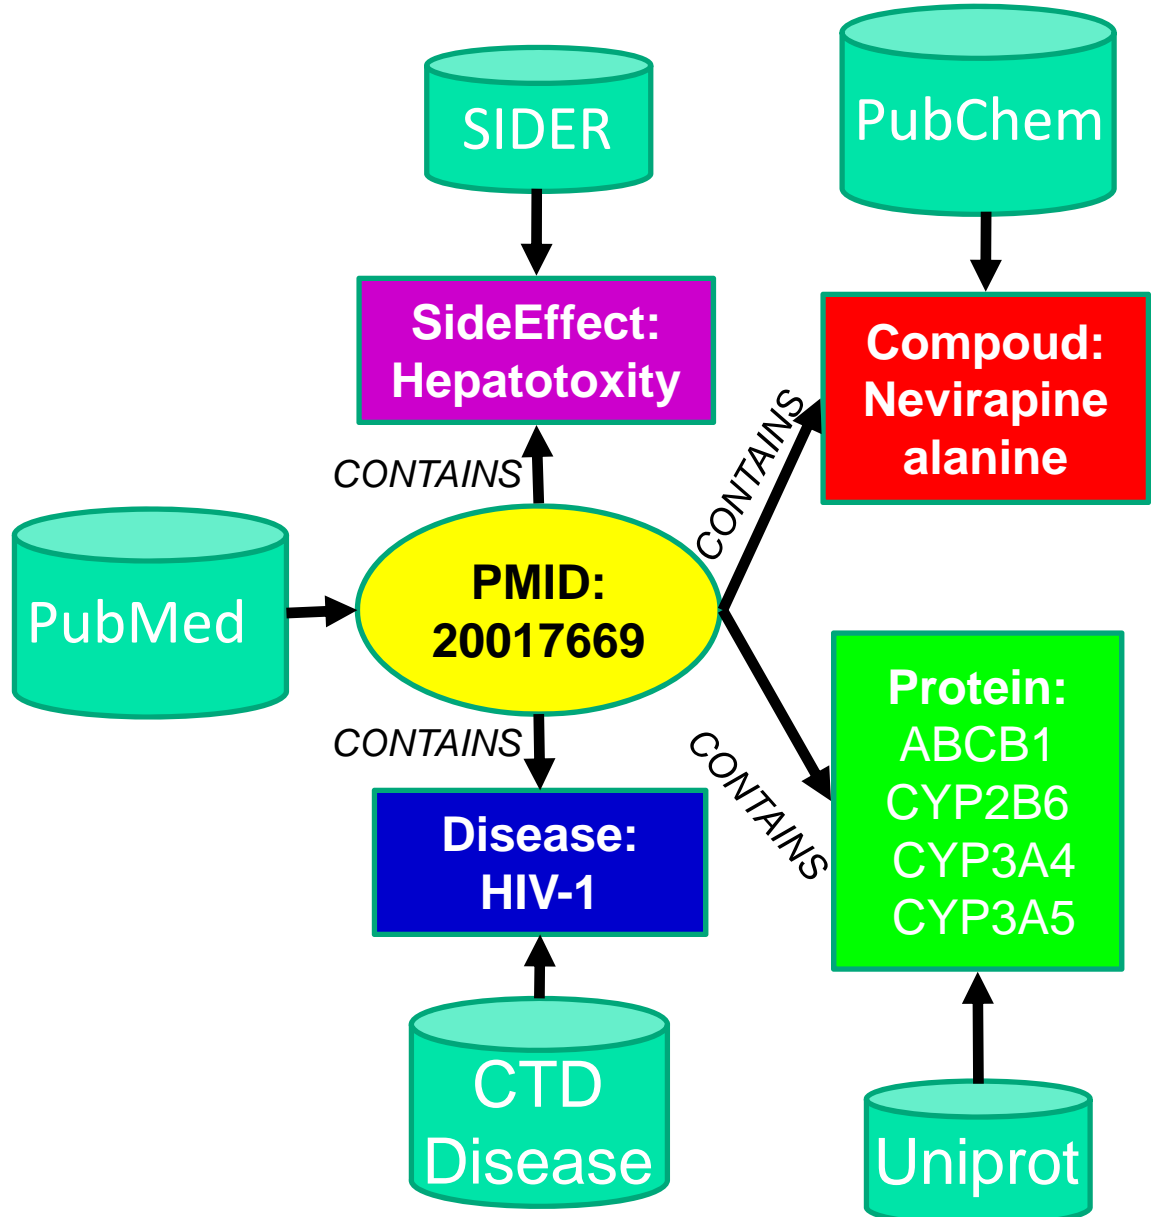 SIDER
PubChem
SideEffect:
Hepatotoxity
Compoud:
Nevirapine
alanine
CONTAINS
CONTAINS
PubMed
PMID:
20017669
CONTAINS
CONTAINS
Protein:
ABCB1
CYP2B6
CYP3A4
CYP3A5
Disease:
HIV-1
CTD
Disease
Uniprot